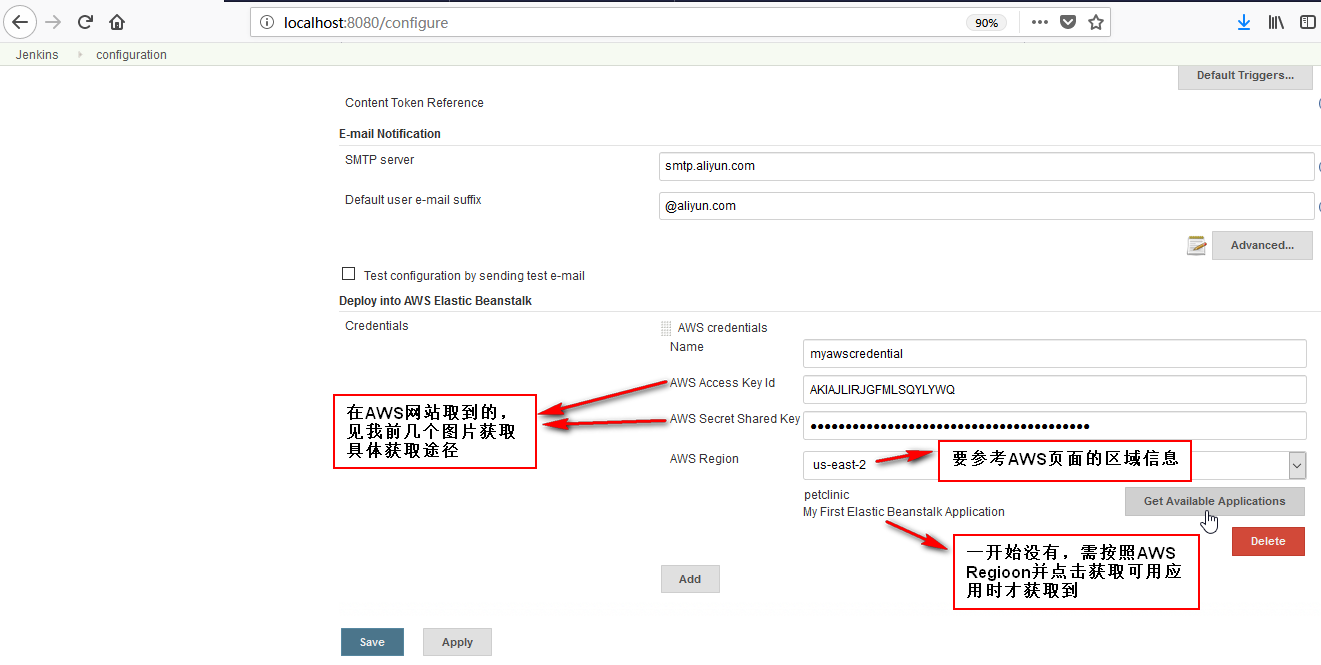 localhost:8080/configure
90%
Jenkins
configuration
Default Triggers...
Content Token Reference
E-mail Notification
SMTP server
smtp.aliyun.com
Default user e-mail suffix
@aliyun.com
Advanced...
Test configuration by sending test e-mail
Deploy into AWS Elastic Beanstalk
Credentials
AWS credentials
Name
myawscredential
AWS Access Key Id
AKIAJLIRJGFMLSQYLYWQ
在AWS网站取到的，
见我前几个图片获取
具体获取途径
AWS Secret Shared Key
●●●●●●●●●●●●●●●●●●●●●●●●●●●●●●●●●●●●●●●●
AWS Region
us-east-2
要参考AWS页面的区域信息
petclinic
My First Elastic Beanstalk Application
Get Available Applications
Delete
一开始没有，需按照AWS
Regioon并点击获取可用应
用时才获取到
Add
Save
Apply